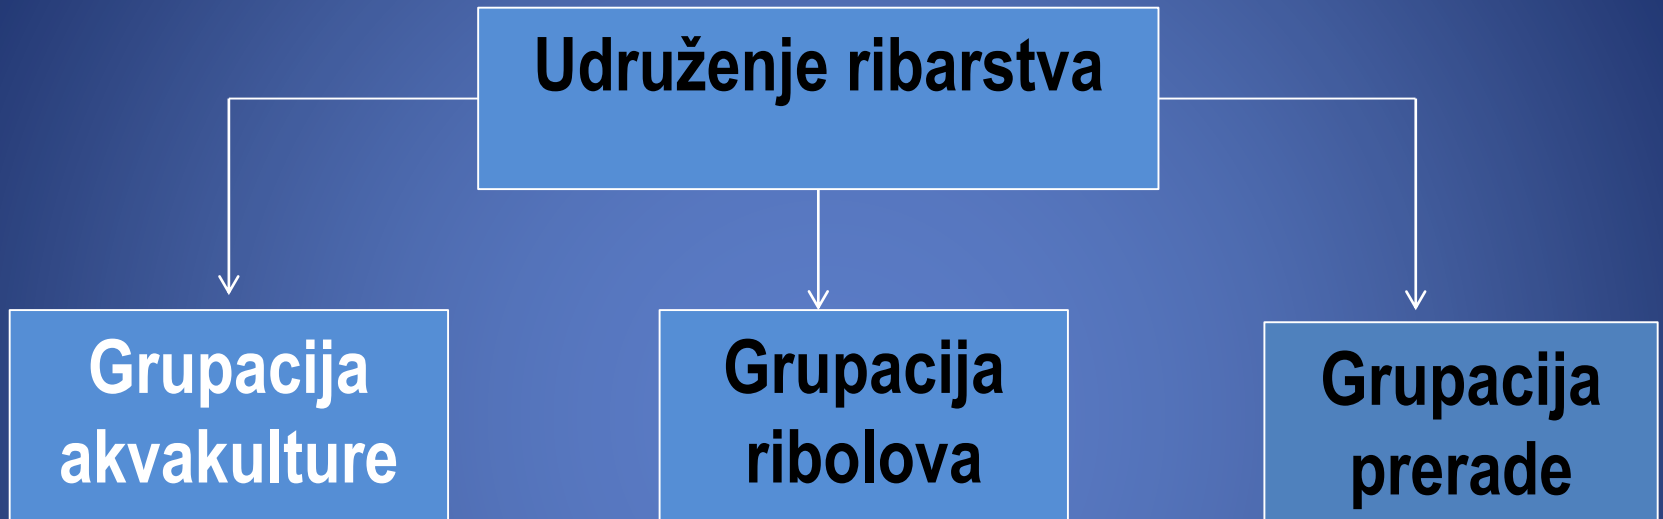 Udruženje ribarstva
Grupacija
akvakulture
Grupacija
ribolova
Grupacija
prerade